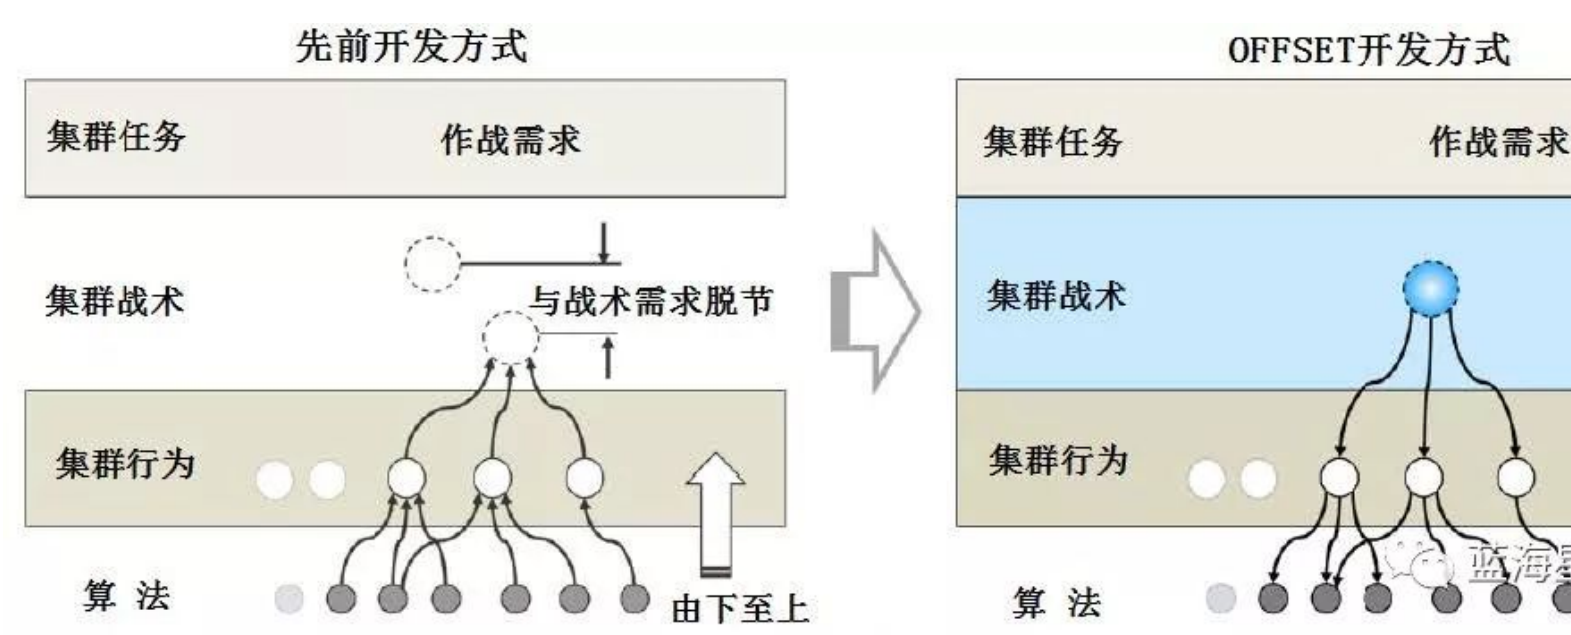 先前开发方式
集群任务
作战需求
集群战术
与战术需求脱节
集群行为
算 法
由下至上
OFFSET开发方式
集群任务
作战需求
集群战术
集群行为
算 法
蓝海